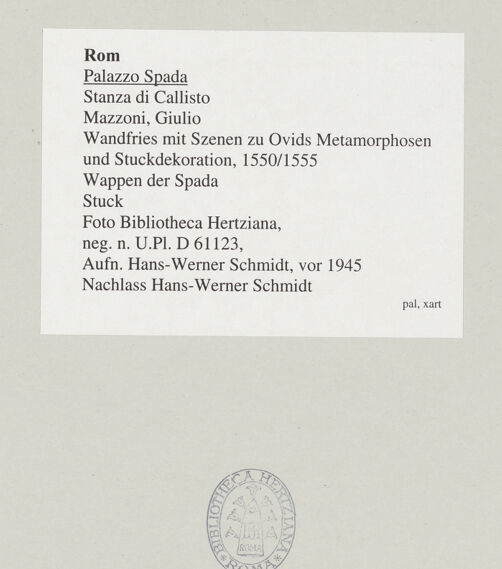 Rom
Palazzo Spada
Stanza di Callisto
Mazzoni, Giulio
Wandfries mit Szenen zu Ovids Metamorphosen
und Stuckdekoration, 1550/1555
Wappen der Spada
Stuck
Foto Bibliotheca Hertziana,
neg. n. U.Pl. D 61123,
Aufn. Hans-Werner Schmidt, vor 1945
Nachlass Hans-Werner Schmidt
pal, xart
BIBLIOTHECA HERTZIANA
ROMA
ROMA